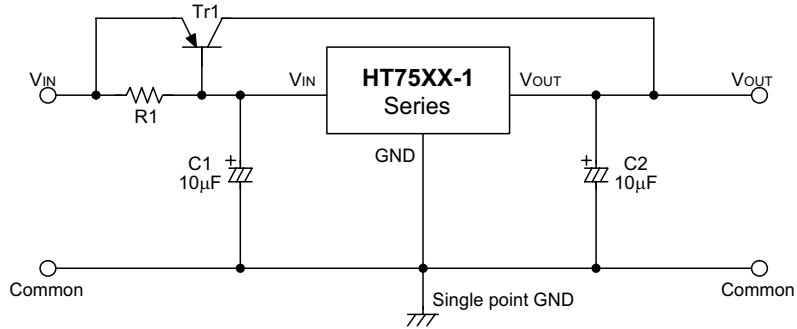 Tr1
VIN
R1
VIN
HT75XX-1
Series
VOUT
VOUT
GND
C1
10μF
C2
10μF
Common
Single point GND
Common